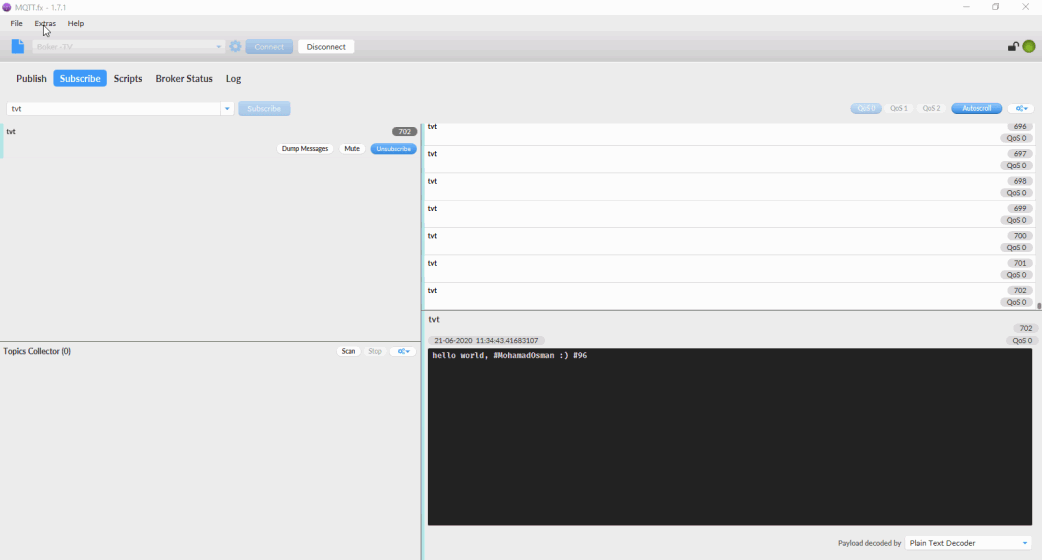 MQTT.fx - 1.7.1
File Extras Help
Boker -TV Connect Disconnect
Publish Subscribe Scripts Broker Status Log
tvt Subscribe QoS 0 QoS 1 QoS 2 Autoscroll
tvt 702
Dump Messages Mute Unsubscribe
tvt 696
QoS 0
tvt 697
QoS 0
tvt 698
QoS 0
tvt 699
QoS 0
tvt 700
QoS 0
tvt 701
QoS 0
tvt 702
QoS 0
tvt
702
21-06-2020 11:34:43.41683107 QoS 0
hello world, #MohamadOsman :) #96
Topics Collector (0) Scan Stop
Payload decoded by Plain Text Decoder